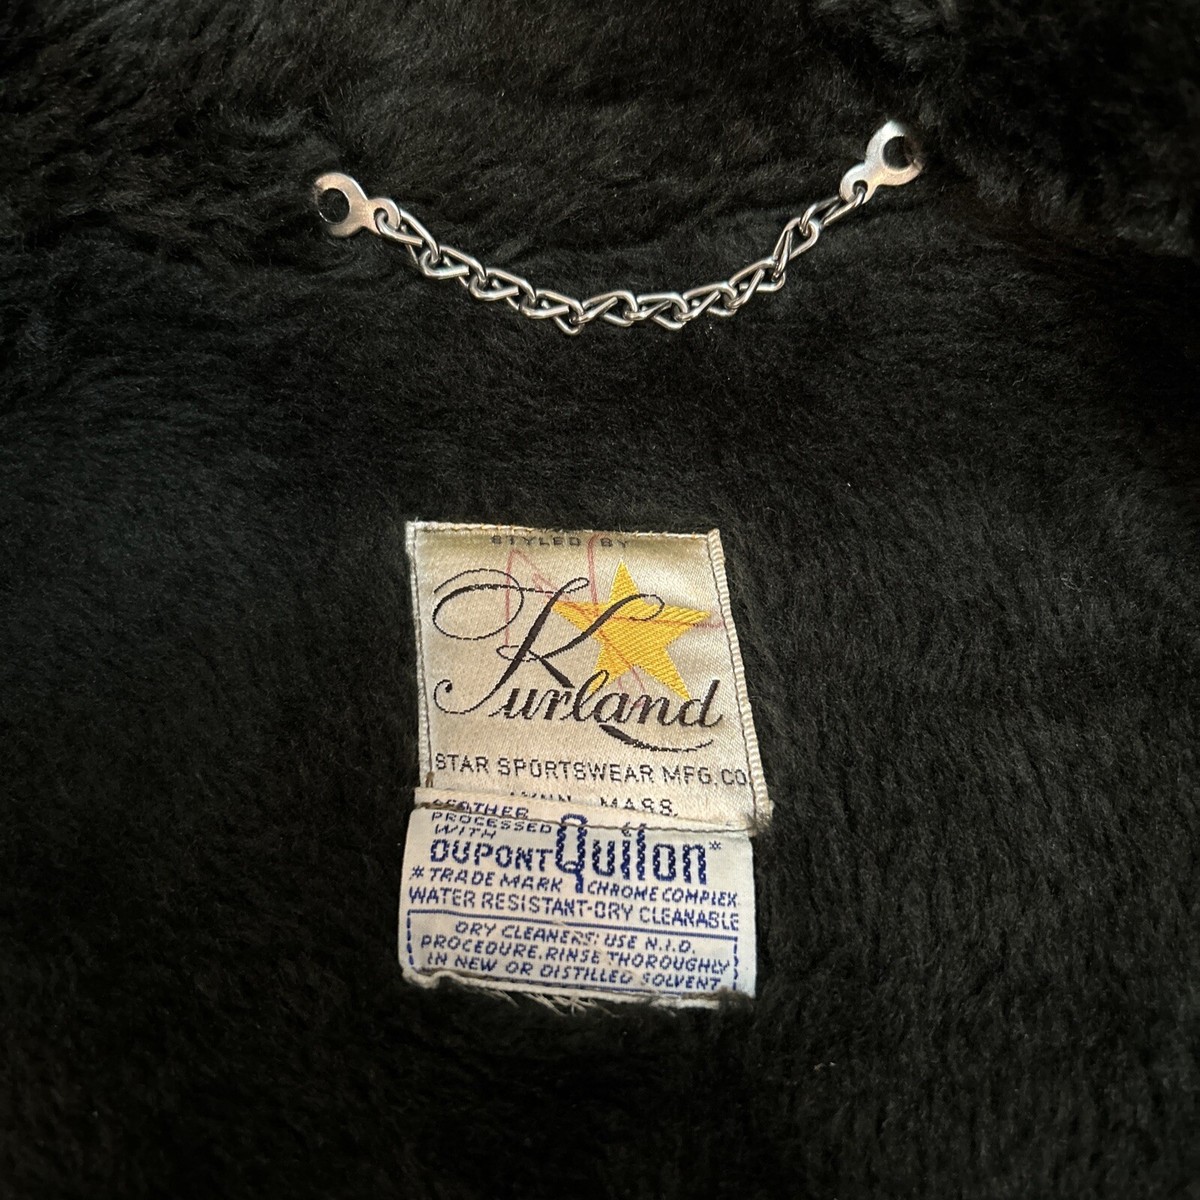 STYLED BY
Kurland
STAR SPORTSWEAR MFG. CO
LYNN MASS.
LEATHER
PROCESSED
WITH
DUPONT Quilon*
*TRADE MARK CHROME COMPLEX
WATER RESISTANT-DRY CLEANABLE
DRY CLEANERS: USE N.I.D.
PROCEDURE. RINSE THOROUGHLY
IN NEW OR DISTILLED SOLVENT